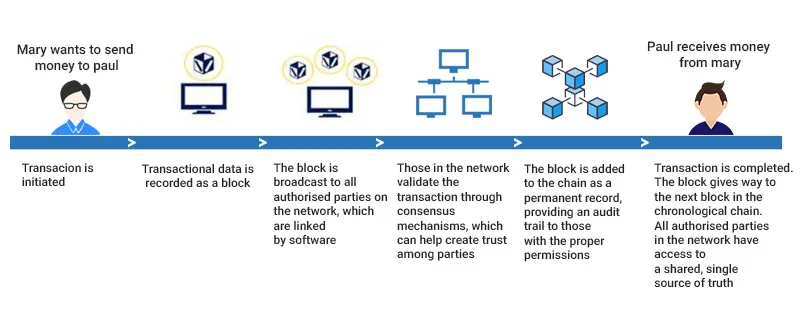 Mary wants to send
money to paul
Paul receives money
from mary
> > > > >
Transacion is
initiated
Transactional data is
recorded as a block
The block is
broadcast to all
authorised parties on
the network, which
are linked
by software
Those in the network
validate the
transaction through
consensus
mechanisms, which
can help create trust
among parties
The block is added
to the chain as a
permanent record,
providing an audit
trail to those
with the proper
permissions
Transaction is completed.
The block gives way to
the next block in the
chronological chain.
All authorised parties
in the network have
access to
a shared, single
source of truth